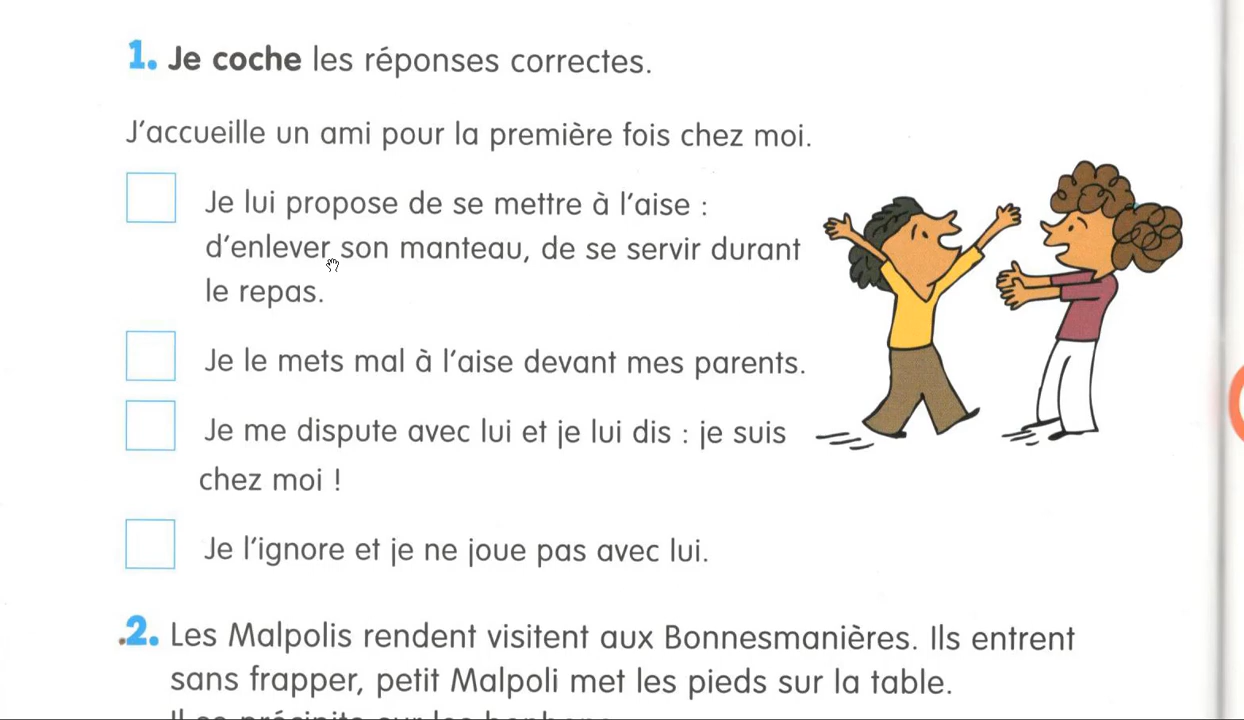 1. Je coche les réponses correctes.
J'accueille un ami pour la première fois chez moi.
Je lui propose de se mettre à l'aise :
d'enlever son manteau, de se servir durant
le repas.
Je le mets mal à l'aise devant mes parents.
Je me dispute avec lui et je lui dis : je suis
chez moi !
Je l'ignore et je ne joue pas avec lui.
.2. Les Malpolis rendent visitent aux Bonnesmanières. Ils entrent
sans frapper, petit Malpoli met les pieds sur la table.